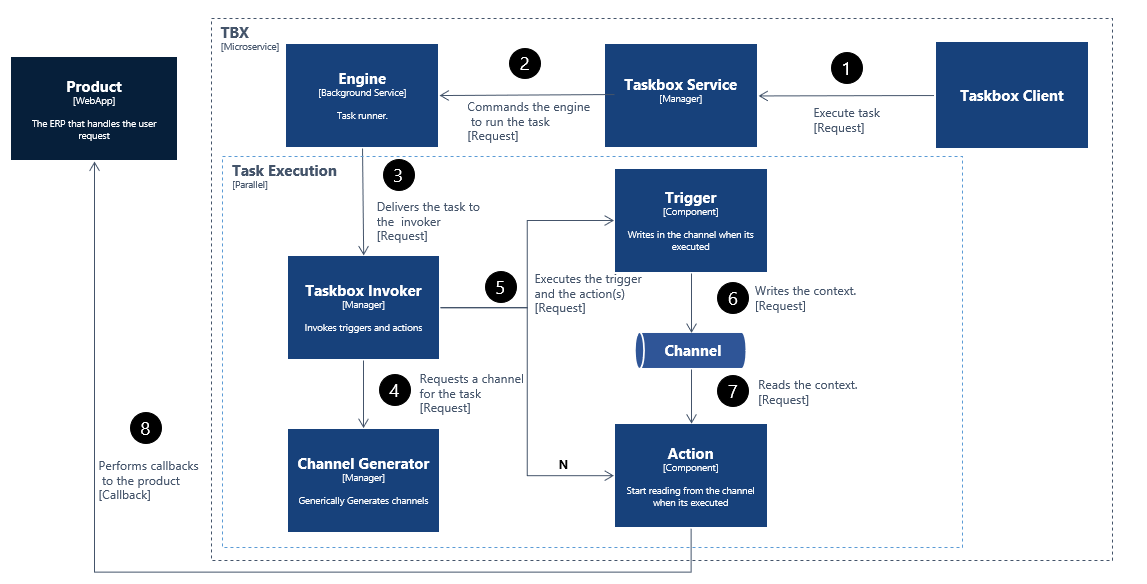 TBX
[Microservice]
Product
[WebApp]
The ERP that handles the user
request
Engine
[Background Service]
Task runner.
2
Commands the engine
to run the task
[Request]
Taskbox Service
[Manager]
1
Execute task
[Request]
Taskbox Client
Task Execution
[Parallel]
3
Delivers the task to
the invoker
[Request]
Trigger
[Component]
Writes in the channel when its
executed
Taskbox Invoker
[Manager]
Invokes triggers and actions
5
Executes the trigger
and the action(s)
[Request]
6
Writes the context.
[Request]
Channel
4
Requests a channel
for the task
[Request]
7
Reads the context.
[Request]
8
Performs callbacks
to the product
[Callback]
Channel Generator
[Manager]
Generically Generates channels
N
Action
[Component]
Start reading from the channel
when its executed